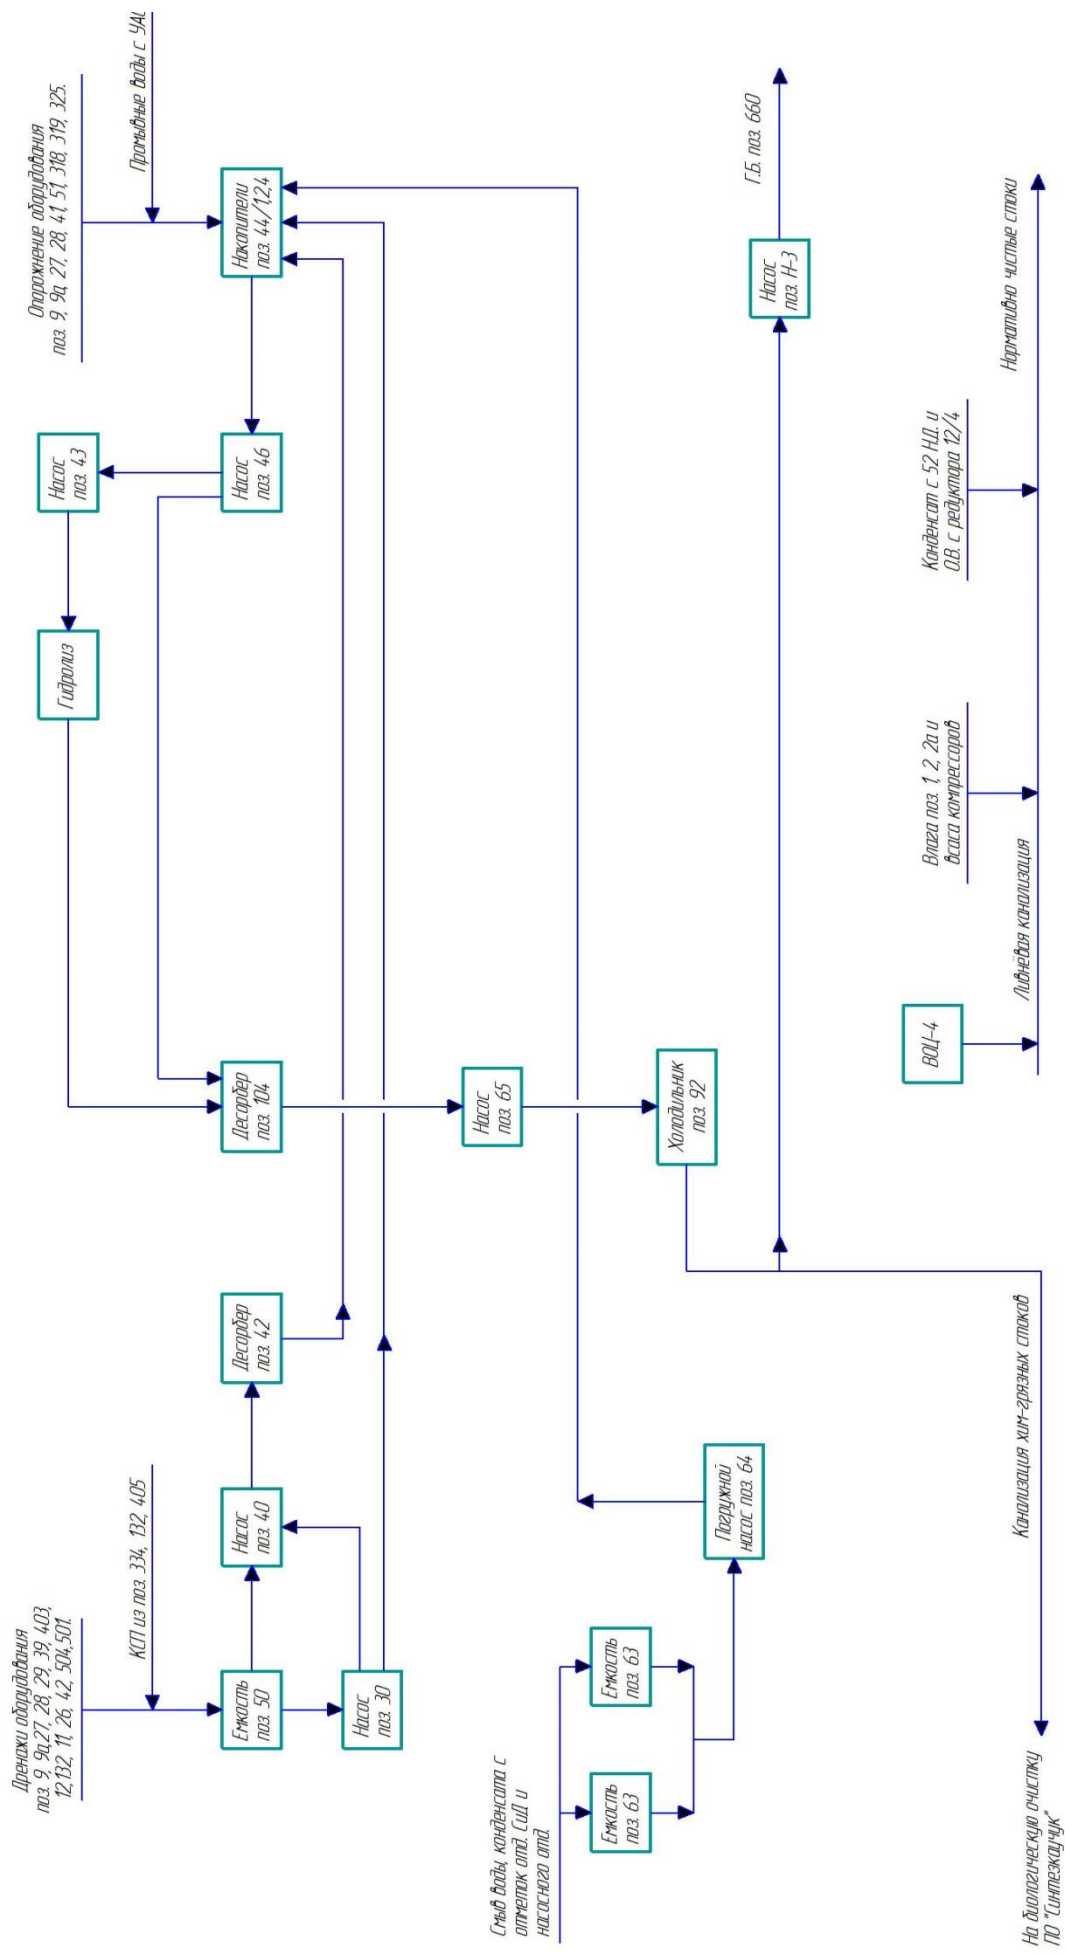 Дренажи оборудования
поз. 9, 9а,27, 28, 29, 39, 403,
12,132, 11, 26, 42, 504,501.
КСП из поз. 334, 132, 405
Емкость
поз. 50
Насос
поз. 30
Насос
поз. 40
Десорбер
поз. 42
Гидролиз
Насос
поз. 43
Десорбер
поз. 104
Насос
поз. 46
Опорожнение оборудования
поз. 9, 9а, 27, 28, 41, 51, 318, 319, 325.
Промывные воды с УАЦ
Накопители
поз. 44/1,2,4
Смыв воды, конденсата с
отметок отд. СиД и
насосного отд.
Емкость
поз. 63
Емкость
поз. 63
Погружной
насос поз. 64
Насос
поз. 65
Холодильник
поз. 92
Насос
поз. Н-3
Г.Б. поз. 660
На биологическую очистку
ПО "Синтезкаучук"
Канализация хим-грязных стоков
ВОЦ-4
Ливнёвая канализация
Влага поз. 1, 2, 2а и
всаса компрессоров
Конденсат с 52 НД. и
О.В. с редуктора 12/4
Нормативно чистые стоки